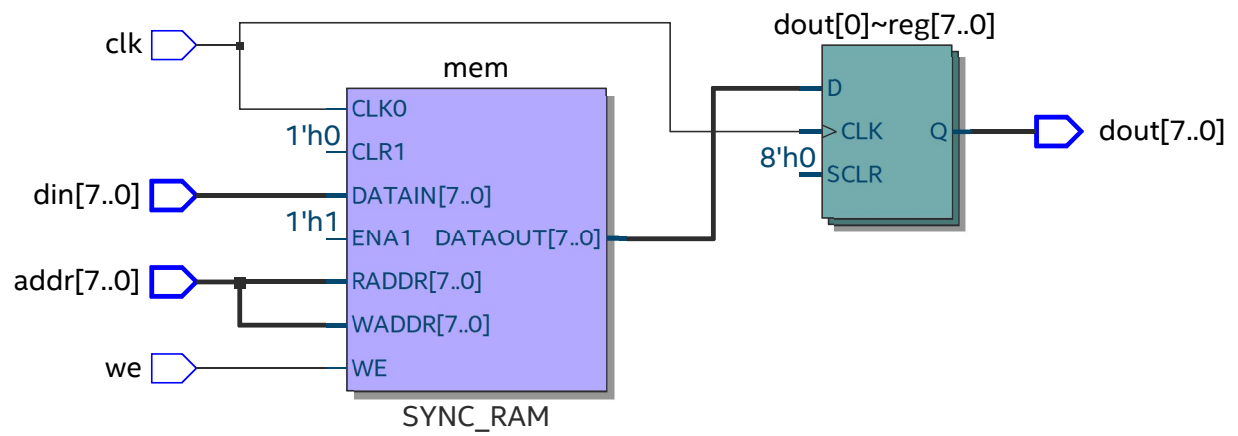 clk
din[7..0]
addr[7..0]
we
mem
CLK0
1'h0
CLR1
DATAIN[7..0]
1'h1
ENA1 DATAOUT[7..0]
RADDR[7..0]
WADDR[7..0]
WE
SYNC_RAM
dout[0]~reg[7..0]
D
CLK Q
8'h0
SCLR
dout[7..0]